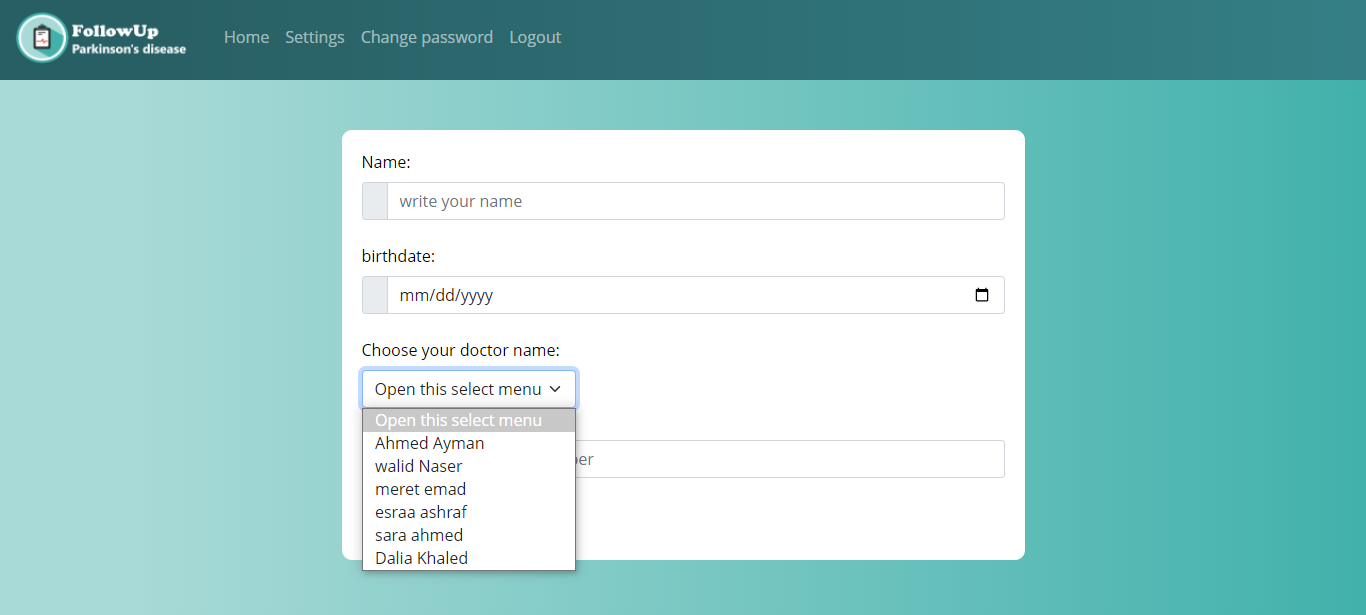 FollowUp
Parkinson's disease
Home Settings Change password Logout
Name:
write your name
birthdate:
mm/dd/yyyy
Choose your doctor name:
Open this select menu
Open this select menu
Ahmed Ayman
walid Naser
meret emad
esraa ashraf
sara ahmed
Dalia Khaled